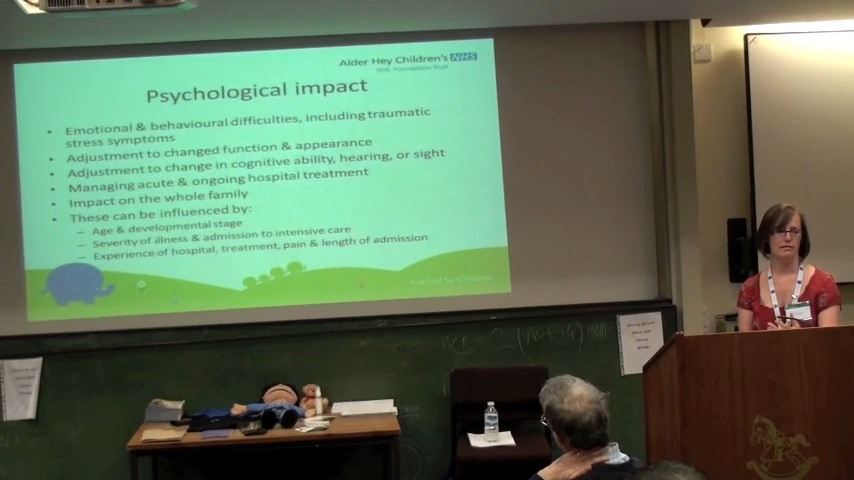 Alder Hey Children's NHS
NHS Foundation Trust
Psychological impact
• Emotional & behavioural difficulties, including traumatic
stress symptoms
• Adjustment to changed function & appearance
• Adjustment to change in cognitive ability, hearing, or sight
• Managing acute & ongoing hospital treatment
• Impact on the whole family
• These can be influenced by:
– Age & developmental stage
– Severity of illness & admission to intensive care
– Experience of hospital, treatment, pain & length of admission
Inspired by Children